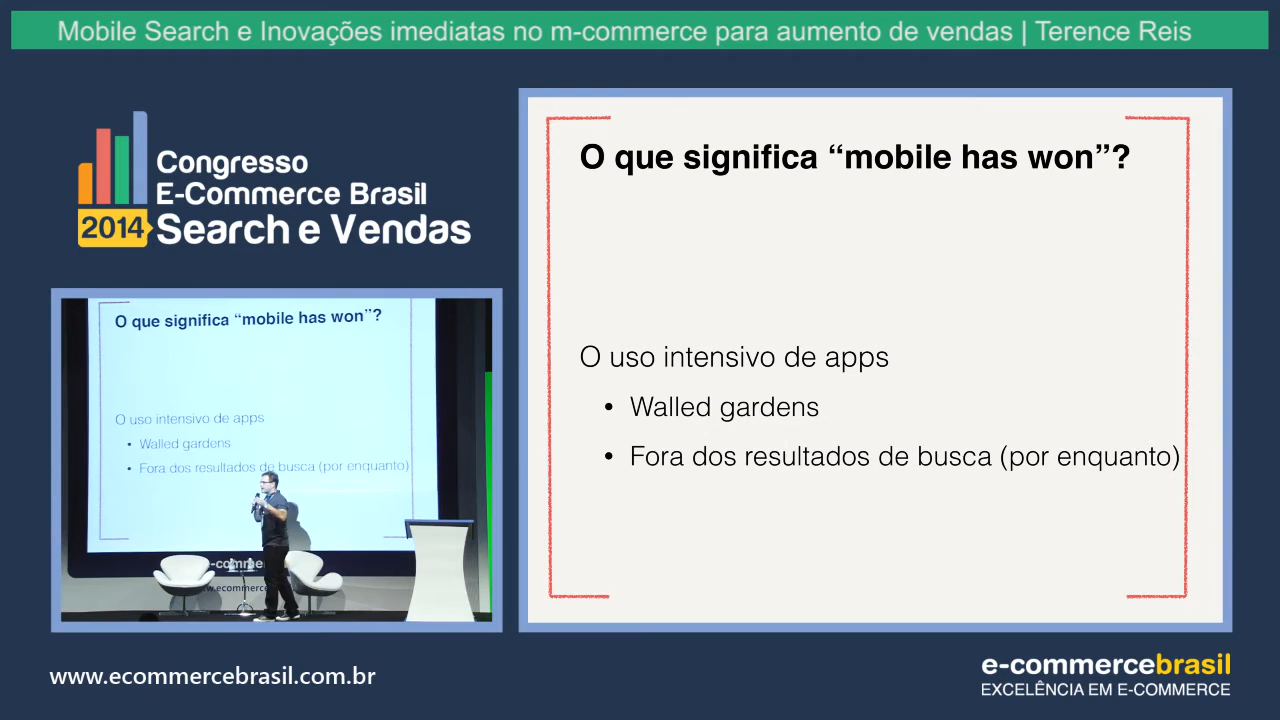 Mobile Search e Inovações imediatas no m-commerce para aumento de vendas | Terence Reis
Congresso
E-Commerce Brasil
2014 Search e Vendas
O que significa “mobile has won”?
O uso intensivo de apps
• Walled gardens
• Fora dos resultados de busca (por enquanto)
O que significa “mobile has won”?
O uso intensivo de apps
• Walled gardens
• Fora dos resultados de busca (por enquanto)
e-comme
www.ecommerce
www.ecommercebrasil.com.br
e-commercebrasil
EXCELÊNCIA EM E-COMMERCE